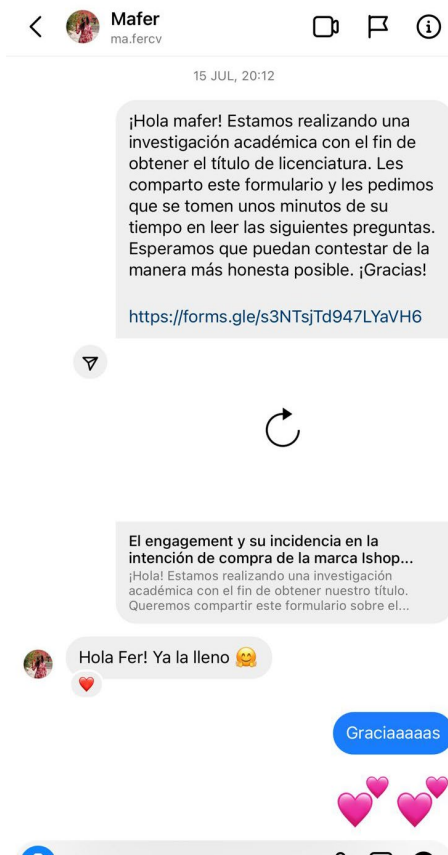 Mafer
ma.fercv
15 JUL, 20:12
¡Hola mafer! Estamos realizando una
investigación académica con el fin de
obtener el título de licenciatura. Les
comparto este formulario y les pedimos
que se tomen unos minutos de su
tiempo en leer las siguientes preguntas.
Esperamos que puedan contestar de la
manera más honesta posible. ¡Gracias!
https://forms.gle/s3NTsjTd947LYaVH6
El engagement y su incidencia en la
intención de compra de la marca Ishop...
¡Hola! Estamos realizando una investigación
académica con el fin de obtener nuestro título.
Queremos compartir este formulario sobre el...
Hola Fer! Ya la lleno 🤗
Graciaaaaas